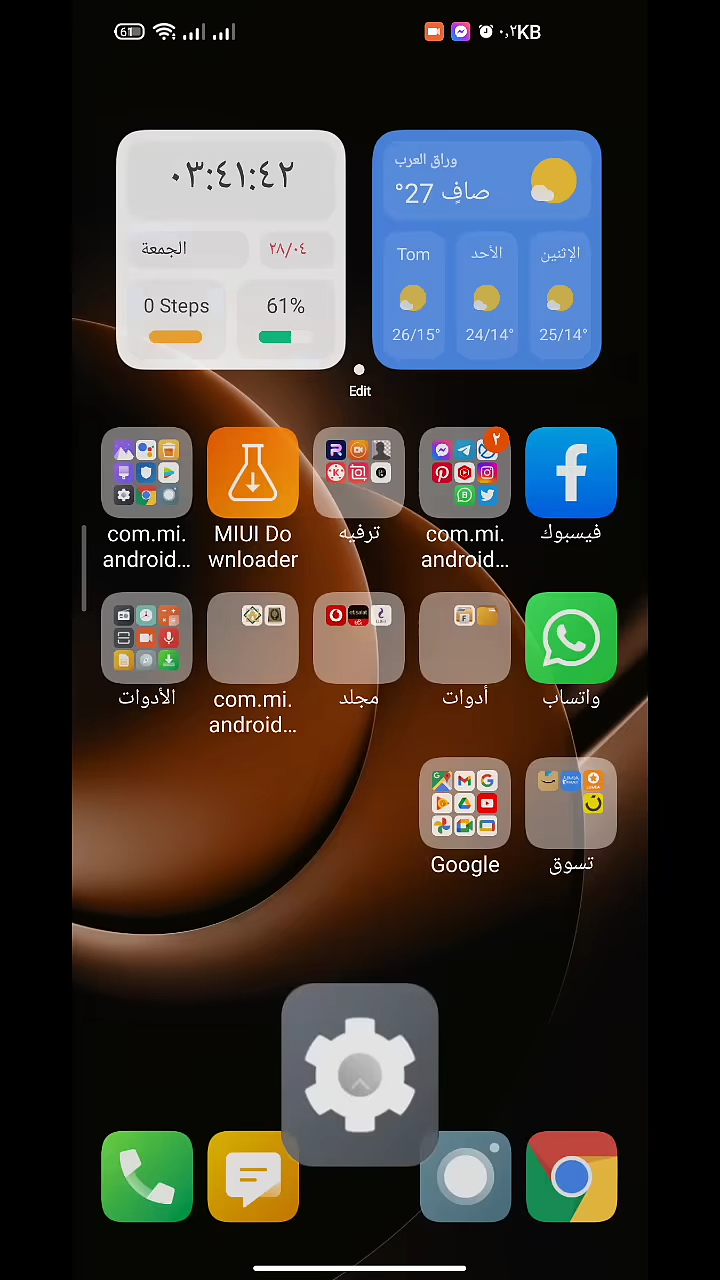 61
٠,٢KB
٠٣:٤١:٤٢
الجمعة
٢٨/٠٤
0 Steps
61%
وراق العرب
صافٍ 27°
Tom
الأحد
الإثنين
26/15°
24/14°
25/14°
Edit
com.mi.
android...
MIUI Do
wnloader
ترفيه
٢
com.mi.
android...
فيسبوك
الأدوات
com.mi.
android...
مجلد
أدوات
واتساب
Google
تسوق